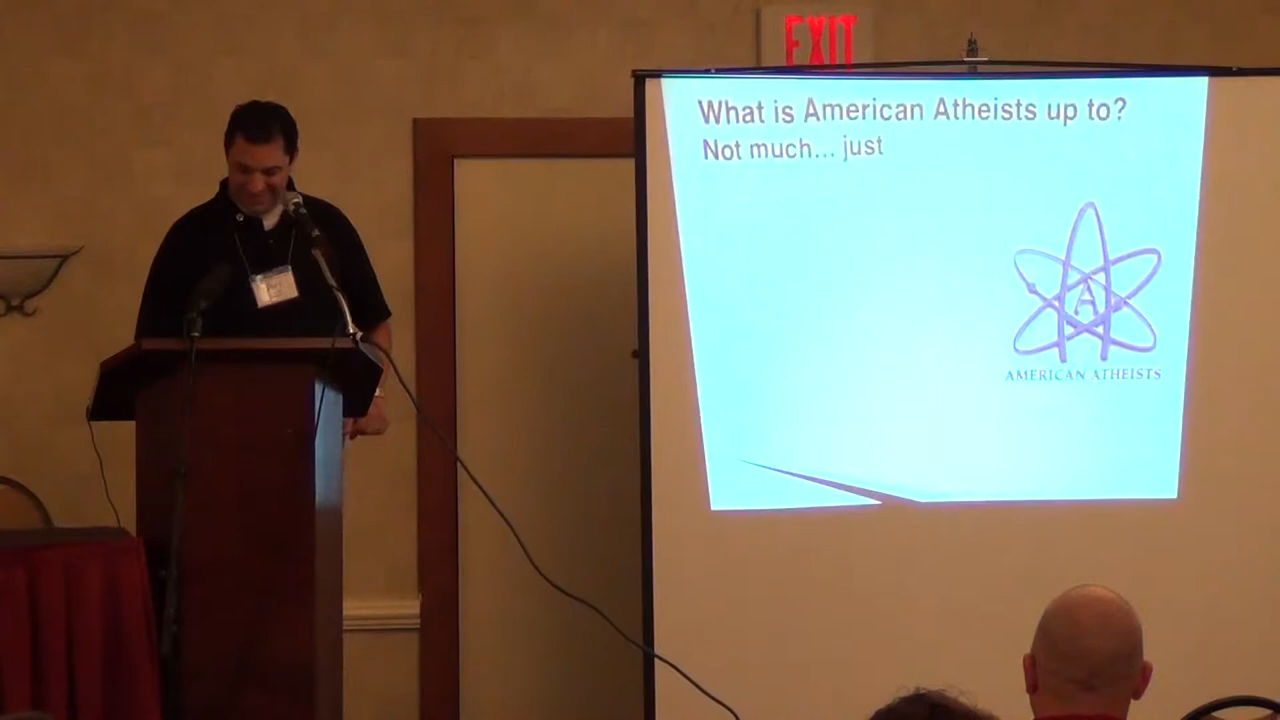 EXIT
What is American Atheists up to?
Not much... just
A
AMERICAN ATHEISTS